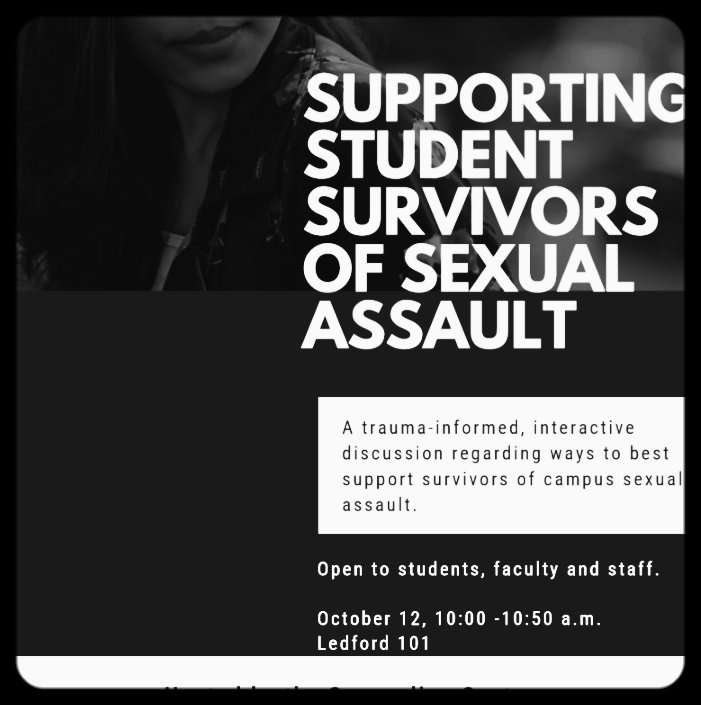 SUPPORTING
STUDENT
SURVIVORS
OF SEXUAL
ASSAULT
A trauma-informed, interactive
discussion regarding ways to best
support survivors of campus sexual
assault.
Open to students, faculty and staff.
October 12, 10:00 -10:50 a.m.
Ledford 101